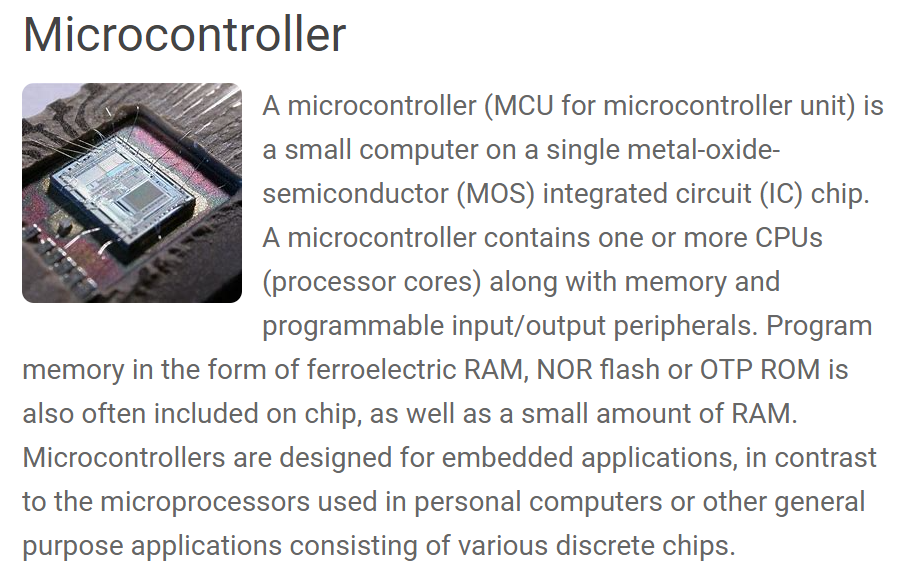 Microcontroller
A microcontroller (MCU for microcontroller unit) is
a small computer on a single metal-oxide-
semiconductor (MOS) integrated circuit (IC) chip.
A microcontroller contains one or more CPUs
(processor cores) along with memory and
programmable input/output peripherals. Program
memory in the form of ferroelectric RAM, NOR flash or OTP ROM is
also often included on chip, as well as a small amount of RAM.
Microcontrollers are designed for embedded applications, in contrast
to the microprocessors used in personal computers or other general
purpose applications consisting of various discrete chips.